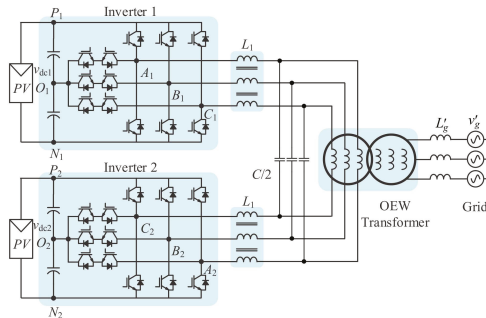 P1 Inverter 1
L1
A1
vdc1
PV O1
B1
C1
N1
L'g v'g
P2 Inverter 2
C/2
OEW
Transformer
Grid
L1
C2
vdc2
PV O2
B2
A2
N2